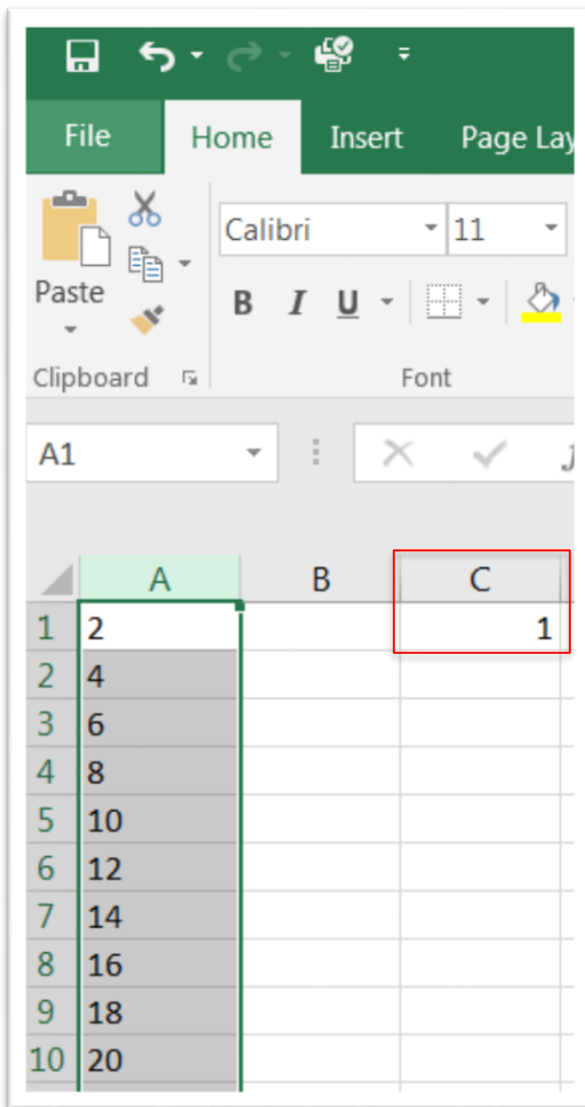 File Home Insert Page Lay
Calibri 11
Paste B I U
Clipboard Font
A1
A B C
1 2 1
2 4
3 6
4 8
5 10
6 12
7 14
8 16
9 18
10 20